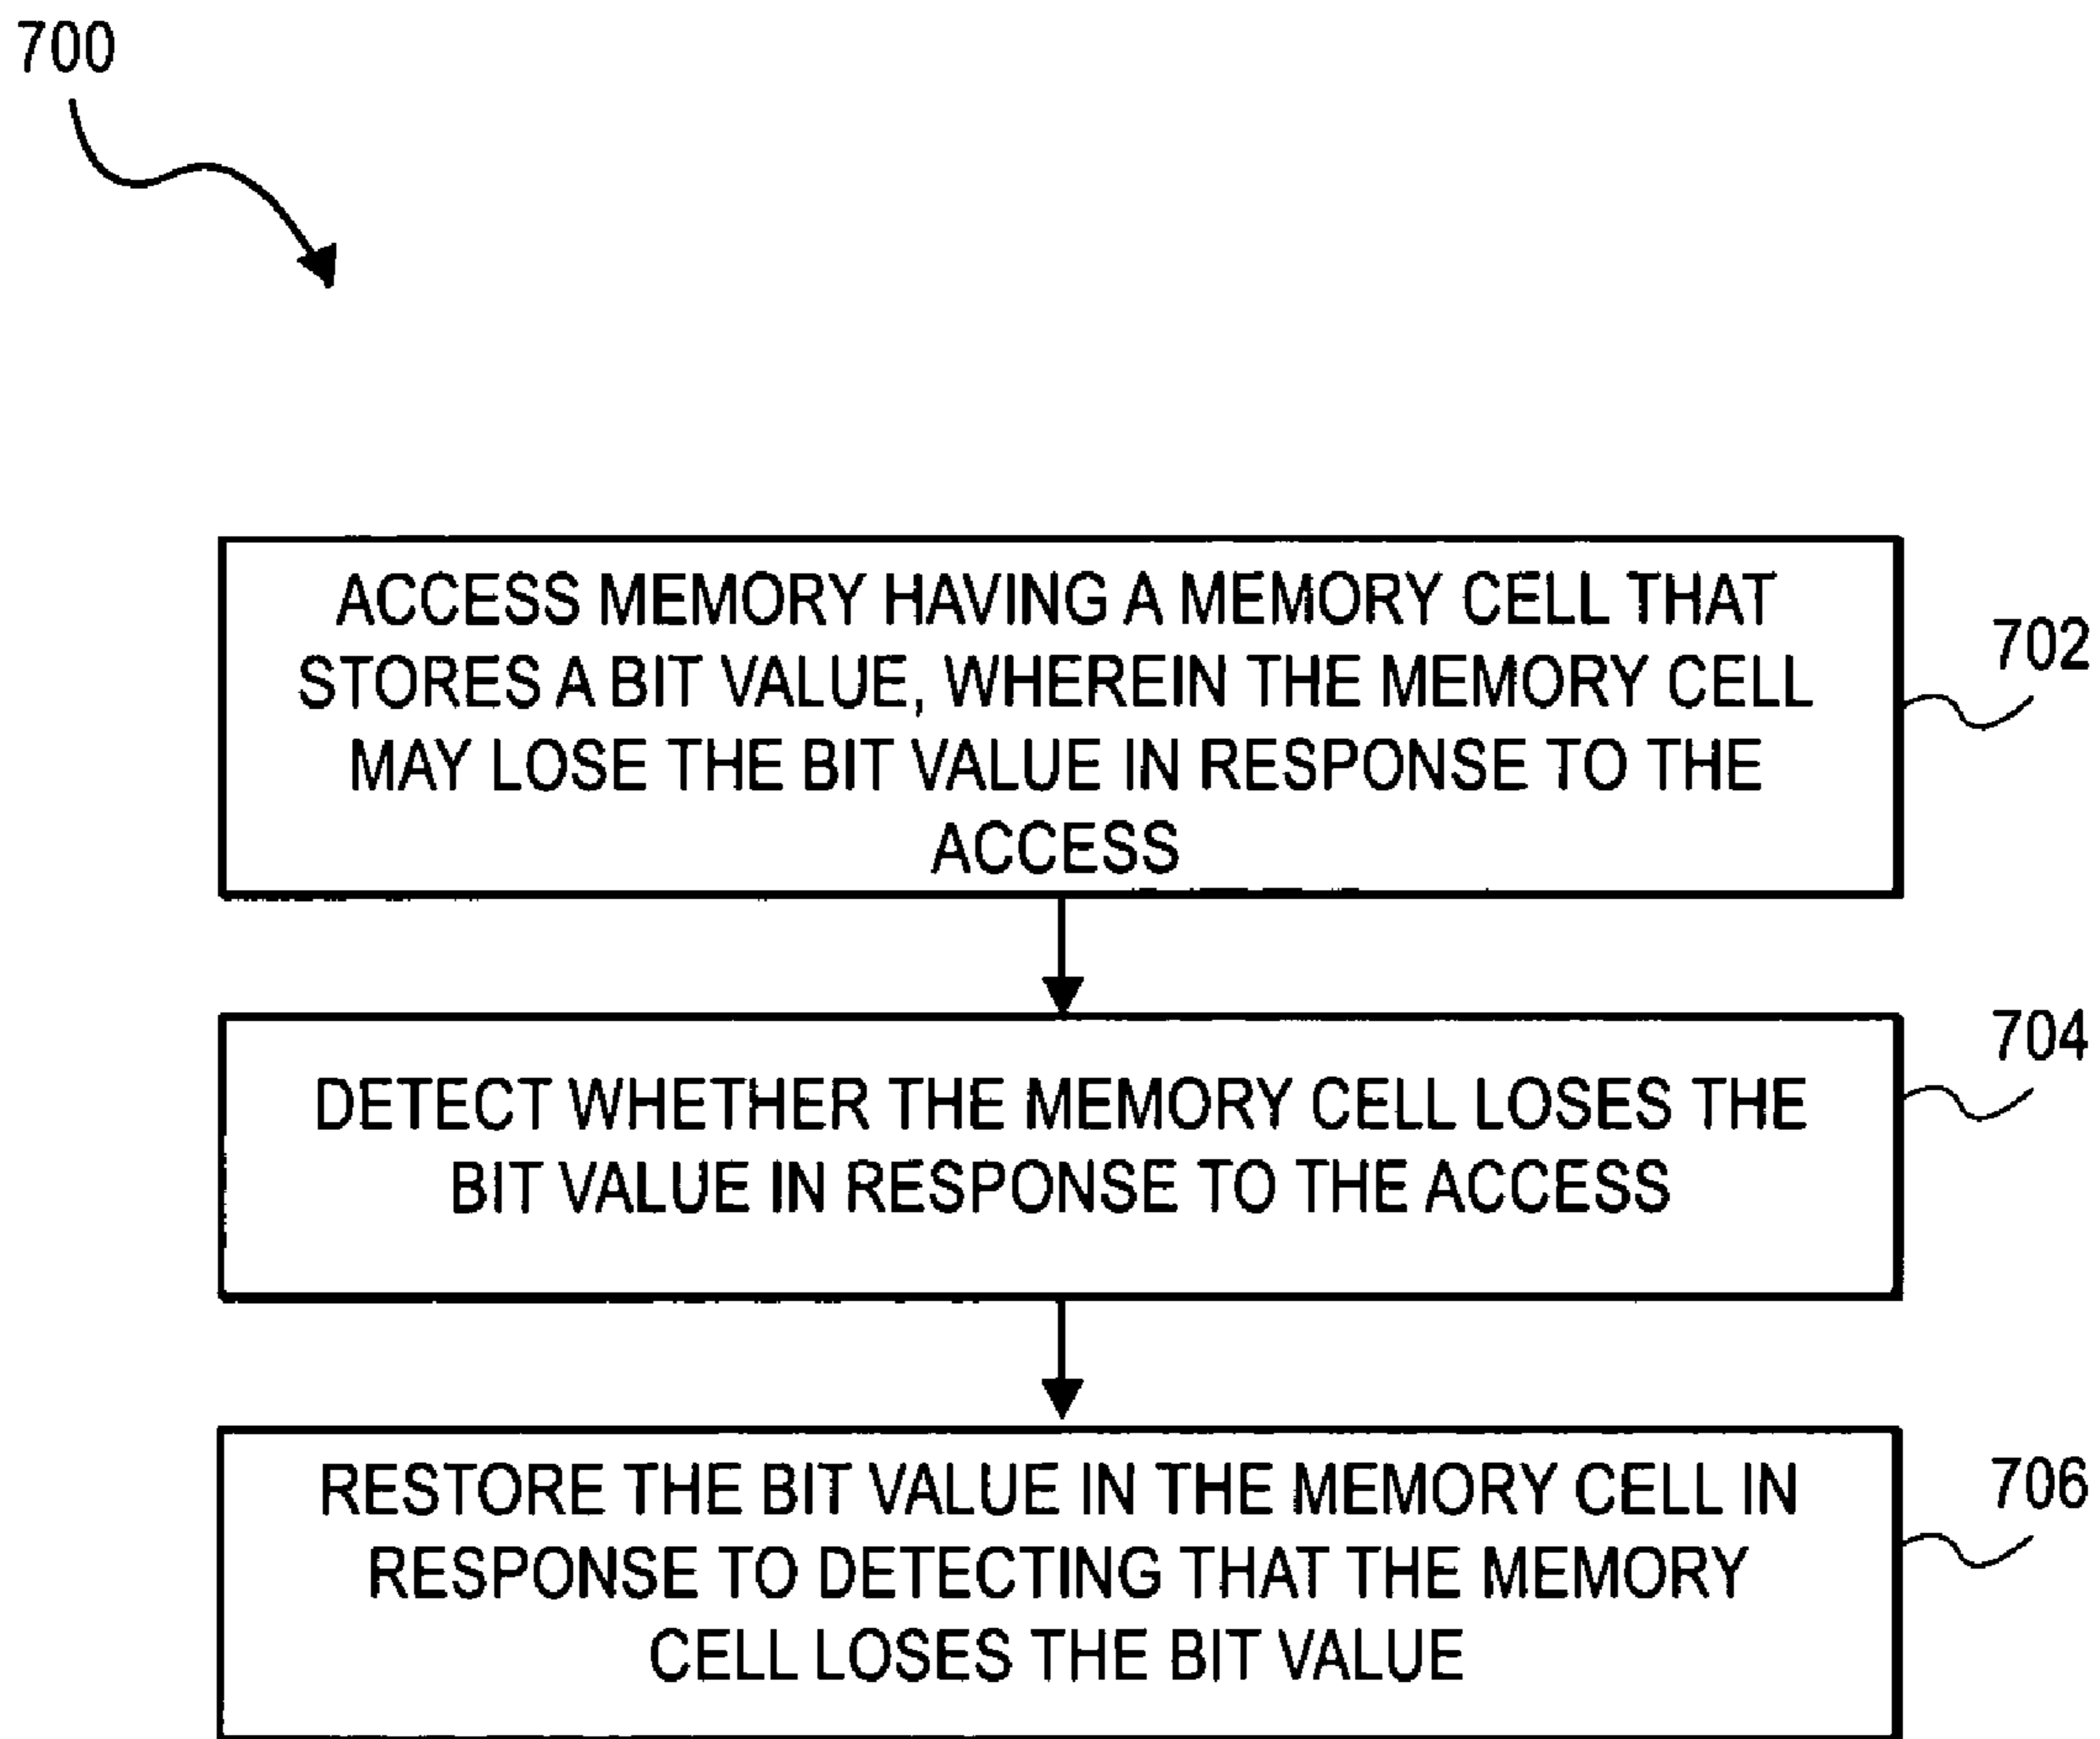 700
ACCESS MEMORY HAVING A MEMORY CELL THAT
STORES A BIT VALUE, WHEREIN THE MEMORY CELL
MAY LOSE THE BIT VALUE IN RESPONSE TO THE
ACCESS
702
DETECT WHETHER THE MEMORY CELL LOSES THE
BIT VALUE IN RESPONSE TO THE ACCESS
704
RESTORE THE BIT VALUE IN THE MEMORY CELL IN
RESPONSE TO DETECTING THAT THE MEMORY
CELL LOSES THE BIT VALUE
706